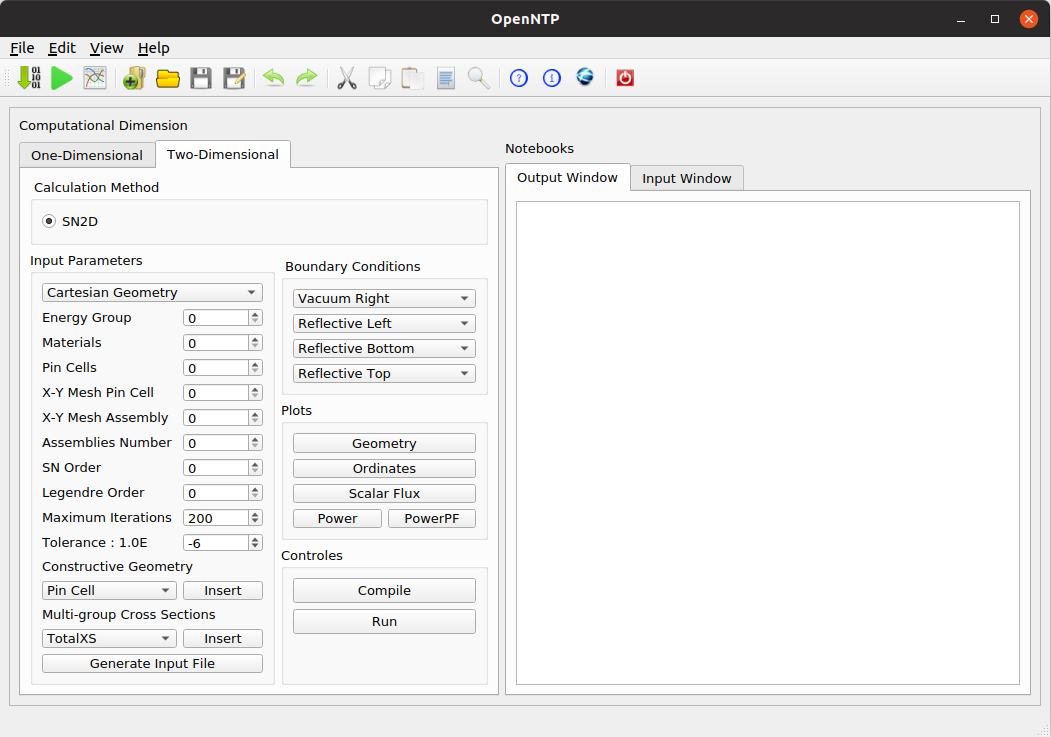 OpenNTP
File Edit View Help
Computational Dimension
One-Dimensional Two-Dimensional
Calculation Method
SN2D
Input Parameters
Cartesian Geometry
Energy Group 0
Materials 0
Pin Cells 0
X-Y Mesh Pin Cell 0
X-Y Mesh Assembly 0
Assemblies Number 0
SN Order 0
Legendre Order 0
Maximum Iterations 200
Tolerance : 1.0E -6
Constructive Geometry
Pin Cell Insert
Multi-group Cross Sections
TotalXS Insert
Generate Input File
Boundary Conditions
Vacuum Right
Reflective Left
Reflective Bottom
Reflective Top
Plots
Geometry
Ordinates
Scalar Flux
Power PowerPF
Controles
Compile
Run
Notebooks
Output Window Input Window